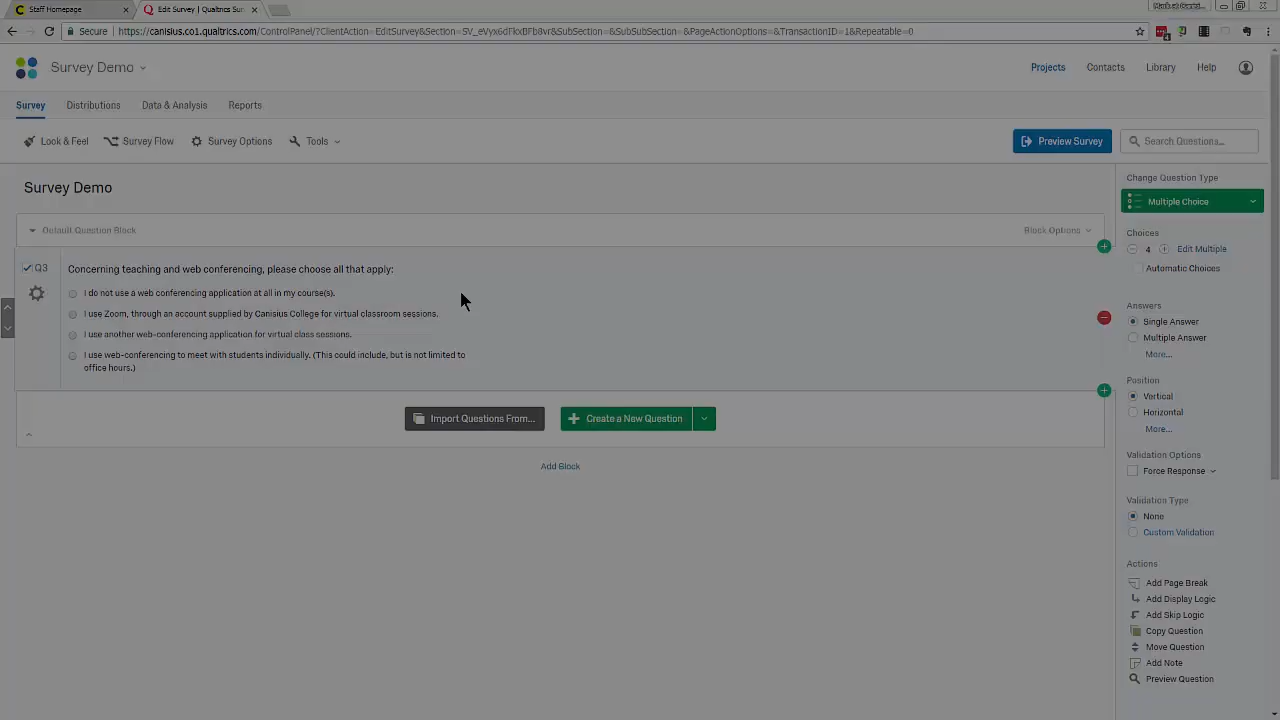 Staff Homepage
Edit Survey | Qualtrics Sur
Secure
https://canisius.co1.qualtrics.com/ControlPanel/?ClientAction=EditSurvey&Section=SV_eVyx6dFkxBFb8vr&SubSection=&SubSubSection=&PageActionOptions=&TransactionID=1&Repeatable=0
4
Survey Demo
Projects
Contacts
Library
Help
Survey
Distributions
Data & Analysis
Reports
Look & Feel
Survey Flow
Survey Options
Tools
Preview Survey
Search Questions...
Survey Demo
Change Question Type
Multiple Choice
Default Question Block
Block Options
Choices
4
Edit Multiple
Automatic Choices
Q3
Concerning teaching and web conferencing, please choose all that apply:
I do not use a web conferencing application at all in my course(s).
I use Zoom, through an account supplied by Canisius College for virtual classroom sessions.
I use another web-conferencing application for virtual class sessions.
I use web-conferencing to meet with students individually. (This could include, but is not limited to
office hours.)
Answers
Single Answer
Multiple Answer
More...
Position
Vertical
Horizontal
More...
Import Questions From...
Create a New Question
Add Block
Validation Options
Force Response
Validation Type
None
Custom Validation
Actions
Add Page Break
Add Display Logic
Add Skip Logic
Copy Question
Move Question
Add Note
Preview Question